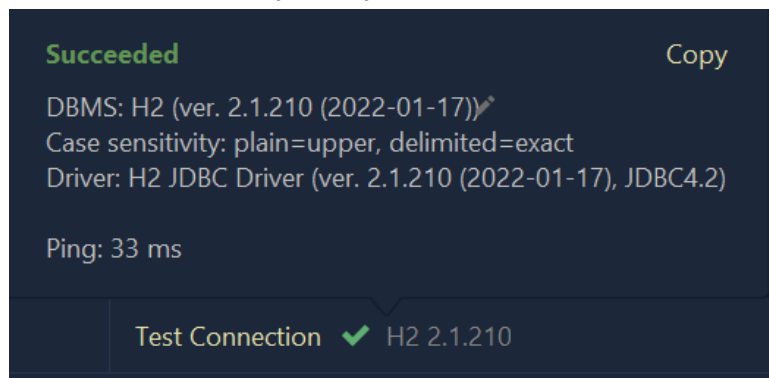 Succeeded Copy
DBMS: H2 (ver. 2.1.210 (2022-01-17))
Case sensitivity: plain=upper, delimited=exact
Driver: H2 JDBC Driver (ver. 2.1.210 (2022-01-17), JDBC4.2)
Ping: 33 ms
Test Connection ✔ H2 2.1.210